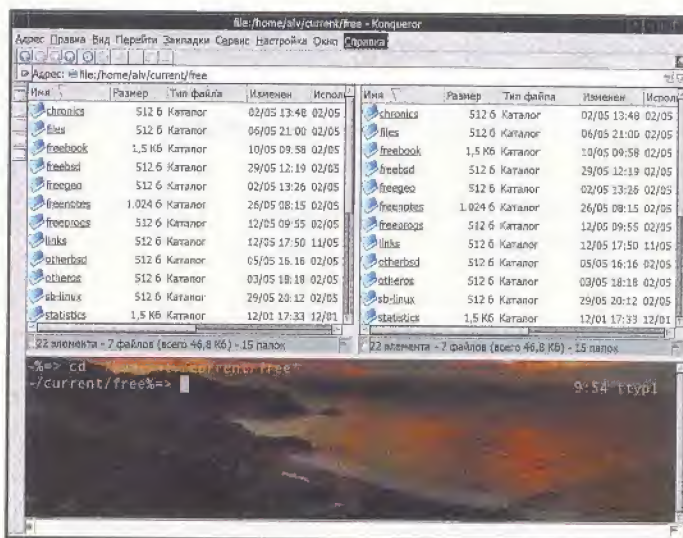 file:/home/alv/current/free - Konqueror
Адрес Правка Вид Перейти Закладки Сервис Настройка Окно Справка
Адрес: file:/home/alv/current/free
Имя Размер Тип файла Изменен Исполь
chronics 512 б Каталог 02/05 13:48 02/05
files 512 б Каталог 06/05 21:00 02/05
freebook 1,5 Кб Каталог 10/05 09:58 02/05
freebsd 512 б Каталог 29/05 12:19 02/05
freegeo 512 б Каталог 02/05 13:26 02/05
freenotes 1.024 б Каталог 26/05 08:15 02/05
freeprogs 512 б Каталог 12/05 09:55 02/05
links 512 б Каталог 12/05 17:50 11/05
otherbsd 512 б Каталог 05/05 16:16 02/05
otheros 512 б Каталог 03/05 18:18 02/05
sb-linux 512 б Каталог 29/05 20:12 02/05
statistics 1,5 Кб Каталог 12/01 17:33 12/01
22 элемента - 7 файлов (всего 46,8 Кб) - 15 папок
Имя Размер Тип файла Изменен Исполь
chronics 512 б Каталог 02/05 13:48 02/05
files 512 б Каталог 06/05 21:00 02/05
freebook 1,5 Кб Каталог 10/05 09:58 02/05
freebsd 512 б Каталог 29/05 12:19 02/05
freegeo 512 б Каталог 02/05 13:26 02/05
freenotes 1.024 б Каталог 26/05 08:15 02/05
freeprogs 512 б Каталог 12/05 09:55 02/05
links 512 б Каталог 12/05 17:50 11/05
otherbsd 512 б Каталог 05/05 16:16 02/05
otheros 512 б Каталог 03/05 18:18 02/05
sb-linux 512 б Каталог 29/05 20:12 02/05
statistics 1,5 Кб Каталог 12/01 17:33 12/01
22 элемента - 7 файлов (всего 46,8 Кб) - 15 папок
~%=> cd
~/current/free%=> 9:54 ttyp1